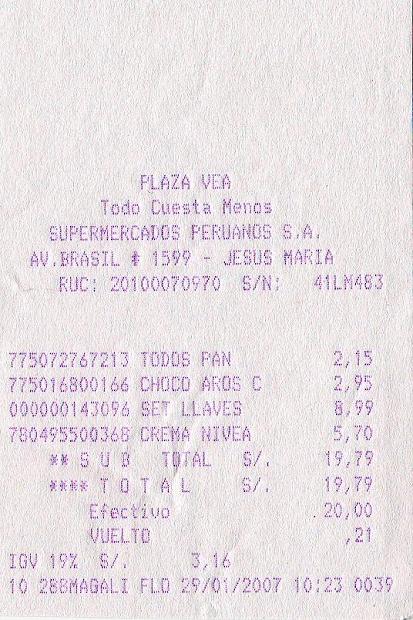 PLAZA VEA
Todo Cuesta Menos
SUPERMERCADOS PERUANOS S.A.
AV.BRASIL # 1599 - JESUS MARIA
RUC: 20100070970 S/N: 41LM483
775072767213 TODOS PAN 2,15
775016800166 CHOCO AROS C 2,95
000000143096 SET LLAVES 8,99
780495500368 CREMA NIVEA 5,70
** S U B TOTAL S/. 19,79
**** T O T A L S/. 19,79
Efectivo 20,00
VUELTO ,21
IGV 19% S/. 3,16
10 288MAGALI FLO 29/01/2007 10:23 0039